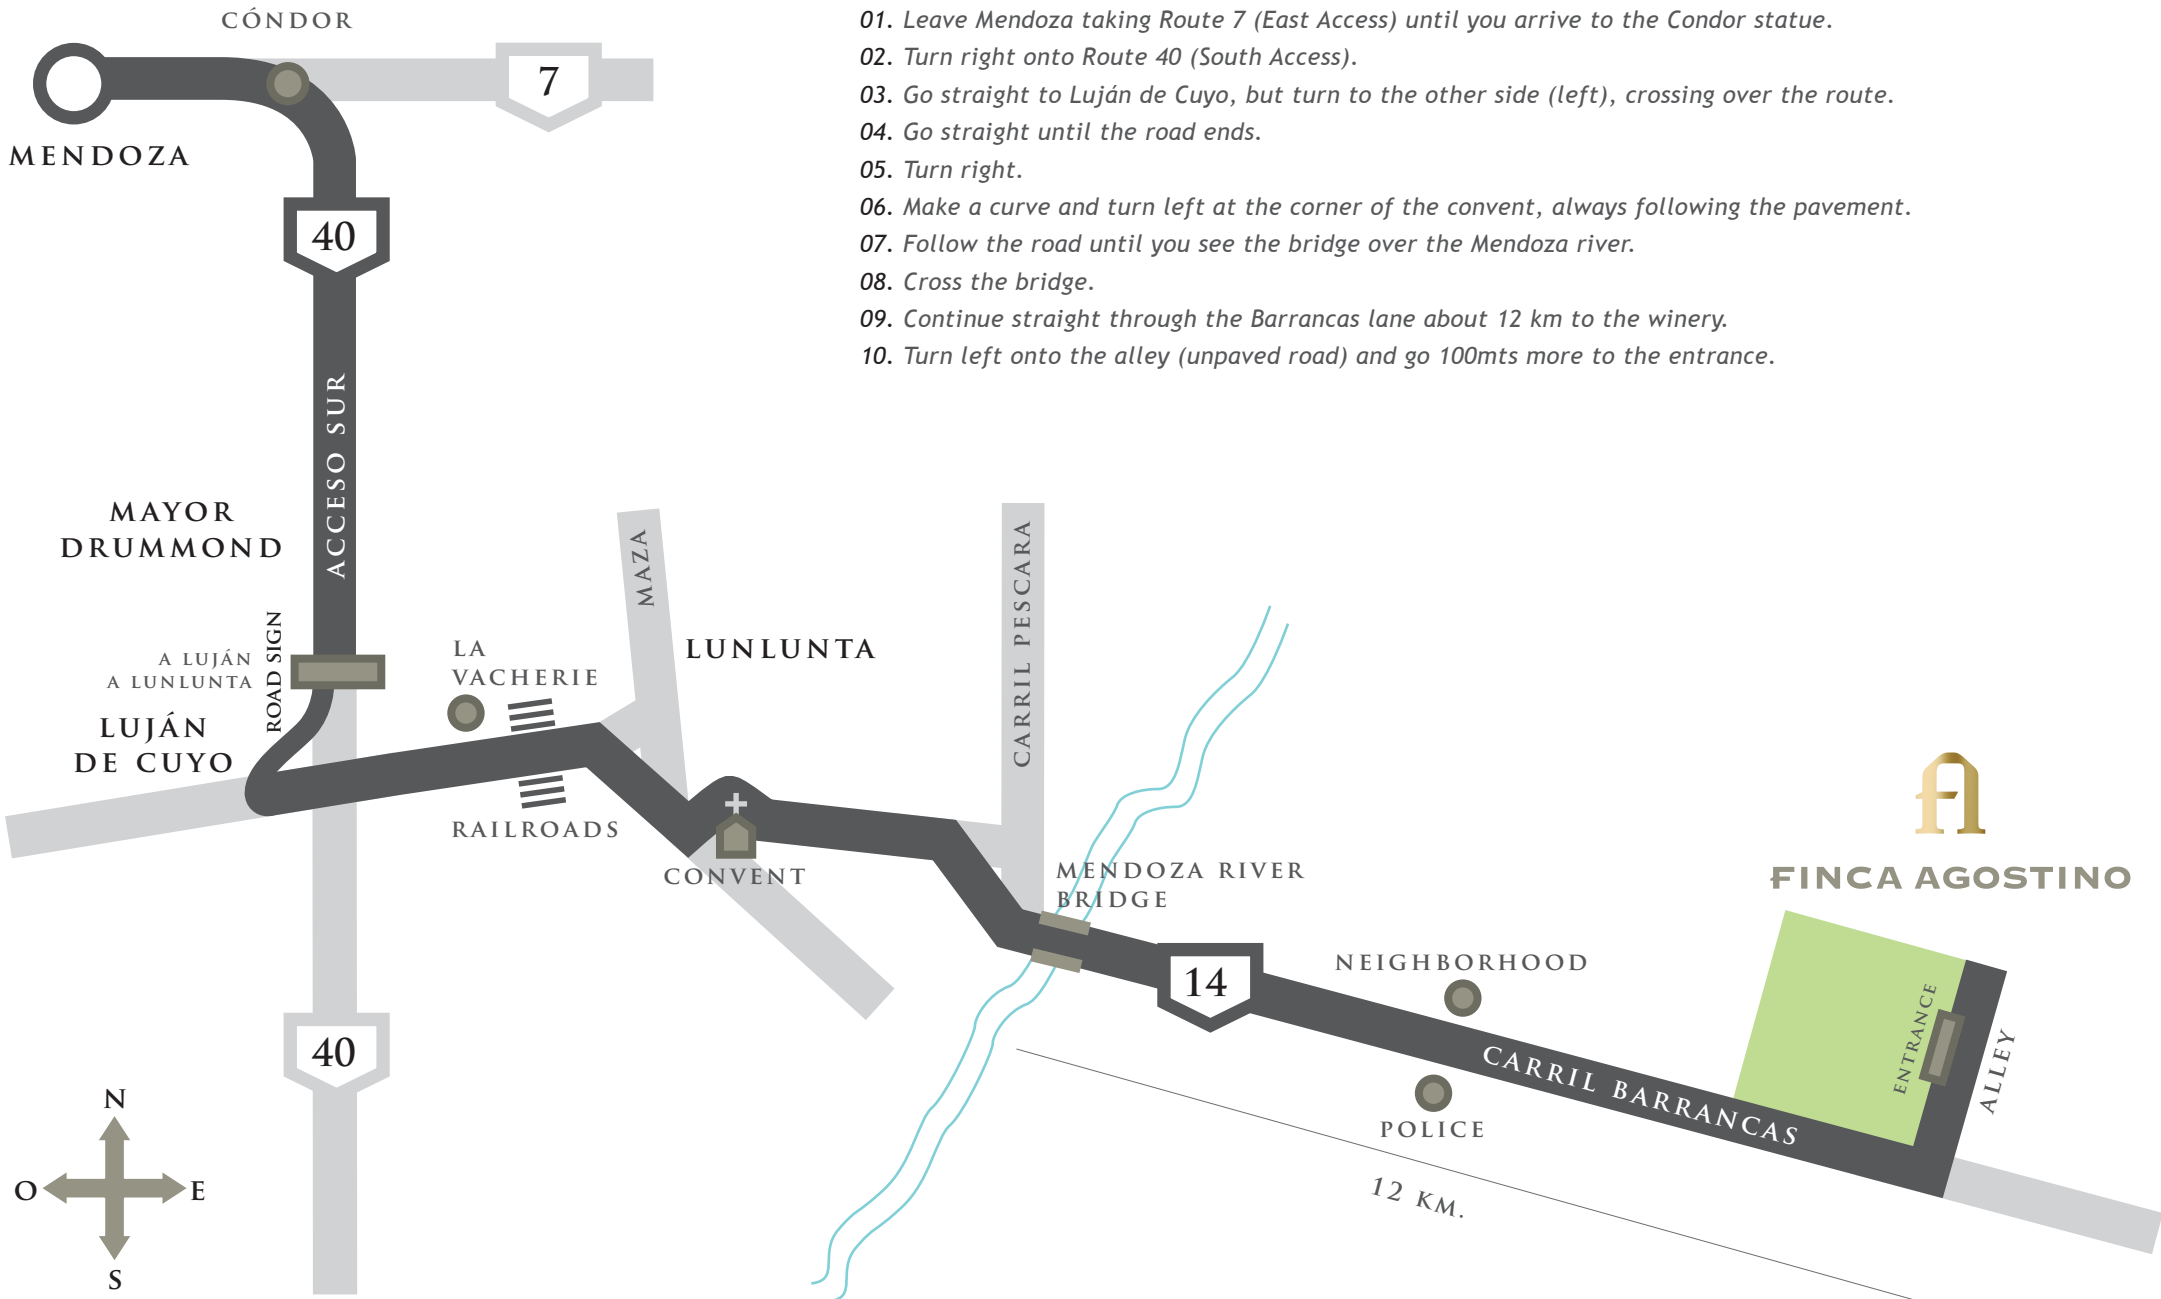 CÓNDOR
7
MENDOZA
01. Leave Mendoza taking Route 7 (East Access) until you arrive to the Condor statue.
02. Turn right onto Route 40 (South Access).
03. Go straight to Luján de Cuyo, but turn to the other side (left), crossing over the route.
04. Go straight until the road ends.
05. Turn right.
06. Make a curve and turn left at the corner of the convent, always following the pavement.
07. Follow the road until you see the bridge over the Mendoza river.
08. Cross the bridge.
09. Continue straight through the Barrancas lane about 12 km to the winery.
10. Turn left onto the alley (unpaved road) and go 100mts more to the entrance.
40
ACCESO SUR
MAYOR
DRUMMOND
ROAD SIGN
A LUJÁN
A LUNLUNTA
LUJÁN
DE CUYO
LA
VACHERIE
RAILROADS
MAZA
LUNLUNTA
CONVENT
CARRIL PESCARA
MENDOZA RIVER
BRIDGE
14
NEIGHBORHOOD
POLICE
CARRIL BARRANCAS
12 KM.
FINCA AGOSTINO
ENTRANCE
ALLEY
40
N
O
E
S